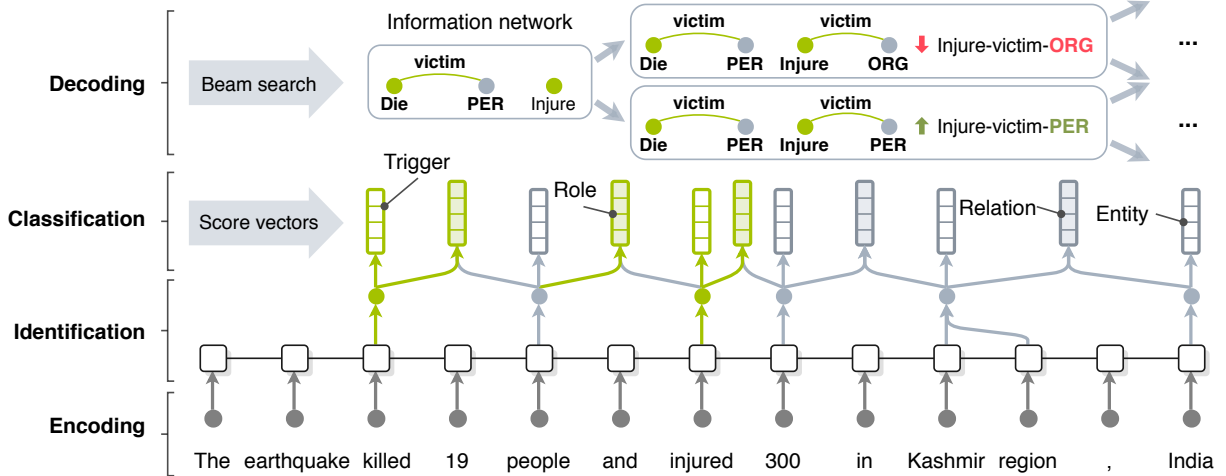 Decoding
Beam search
Information network
victim
Die PER Injure
victim victim
Die PER Injure ORG
Injure-victim-ORG
...
victim victim
Die PER Injure PER
Injure-victim-PER
...
Classification
Score vectors
Trigger
Role
Relation
Entity
Identification
Encoding
The earthquake killed 19 people and injured 300 in Kashmir region , India